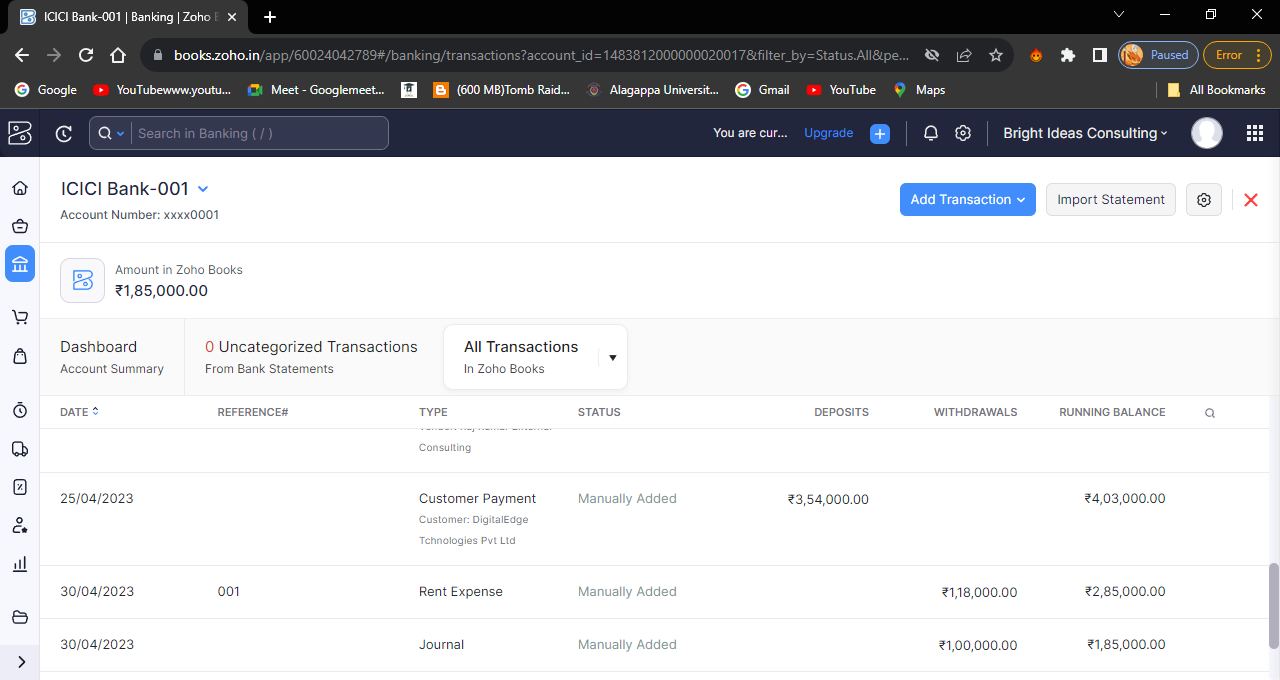 ICICI Bank-001 | Banking | Zoho
books.zoho.in/app/60024042789#/banking/transactions?account_id=1483812000000020017&filter_by=Status.All&pe...
Paused
Error
Google
YouTubewww.youtu...
Meet - Googlemeet...
(600 MB)Tomb Raid...
Alagappa Universit...
Gmail
YouTube
Maps
All Bookmarks
Search in Banking ( / )
You are cur...
Upgrade
Bright Ideas Consulting
ICICI Bank-001
Account Number: xxxx0001
Add Transaction
Import Statement
Amount in Zoho Books
₹1,85,000.00
Dashboard
Account Summary
0 Uncategorized Transactions
From Bank Statements
All Transactions
In Zoho Books
DATE REFERENCE# TYPE STATUS DEPOSITS WITHDRAWALS RUNNING BALANCE
Consulting
25/04/2023 Customer Payment Manually Added ₹3,54,000.00 ₹4,03,000.00
Customer: DigitalEdge
Tchnologies Pvt Ltd
30/04/2023 001 Rent Expense Manually Added ₹1,18,000.00 ₹2,85,000.00
30/04/2023 Journal Manually Added ₹1,00,000.00 ₹1,85,000.00